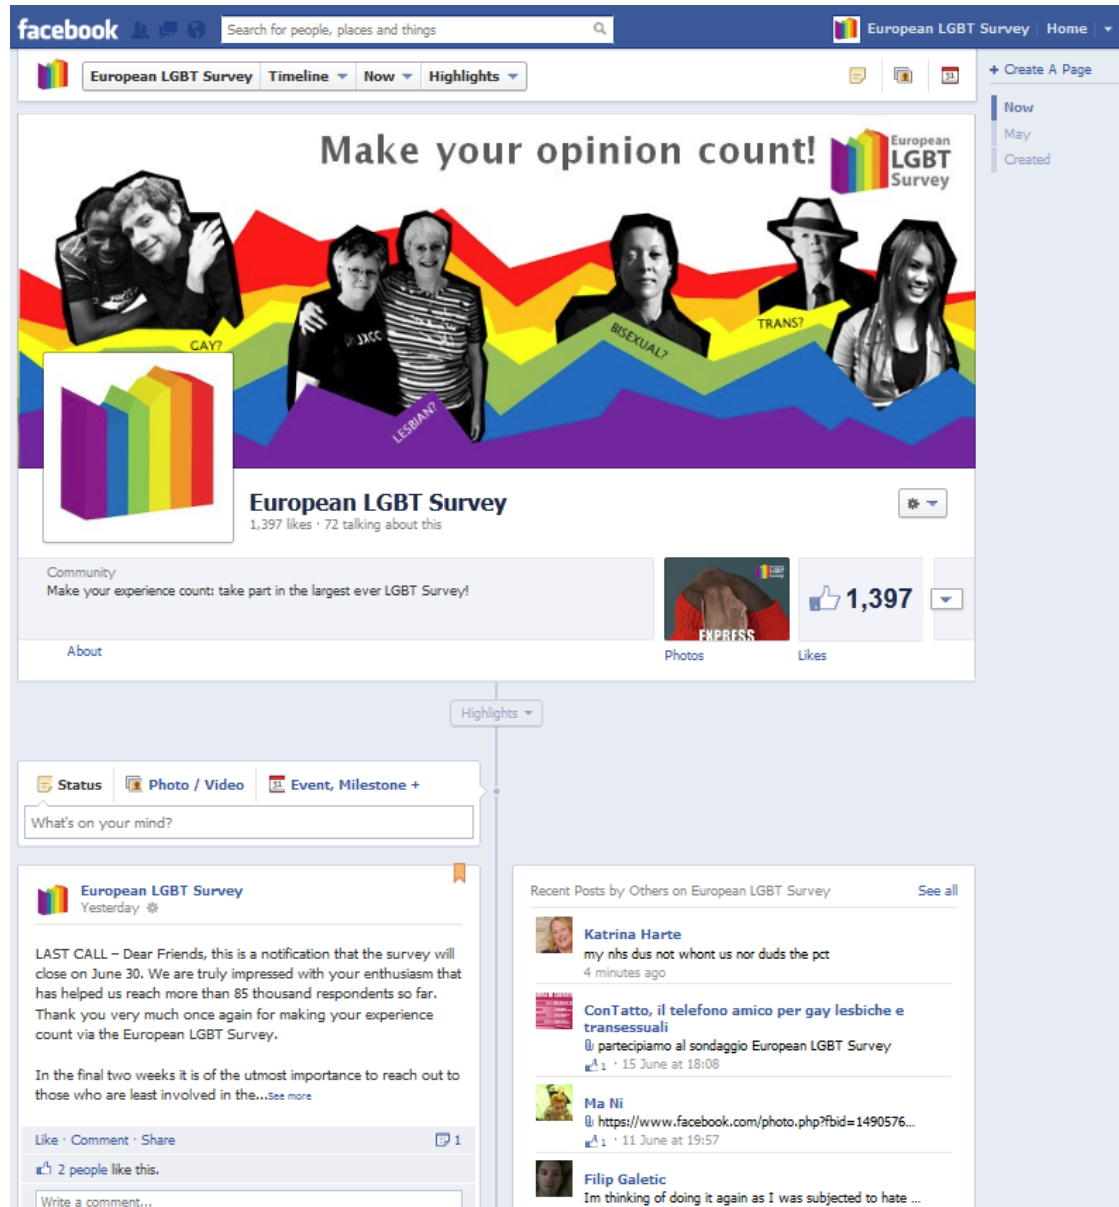 facebook
Search for people, places and things
European LGBT Survey
Home
European LGBT Survey
Timeline
Now
Highlights
31
+ Create A Page
Now
May
Created
Make your opinion count!
European
LGBT
Survey
GAY?
LESBIAN?
BISEXUAL?
TRANS?
European LGBT Survey
1,397 likes · 72 talking about this
Community
Make your experience count: take part in the largest ever LGBT Survey!
About
EXPRESS
Photos
1,397
Likes
Highlights
Status
Photo / Video
31
Event, Milestone +
What's on your mind?
European LGBT Survey
Yesterday
LAST CALL – Dear Friends, this is a notification that the survey will
close on June 30. We are truly impressed with your enthusiasm that
has helped us reach more than 85 thousand respondents so far.
Thank you very much once again for making your experience
count via the European LGBT Survey.
In the final two weeks it is of the utmost importance to reach out to
those who are least involved in the...See more
Like · Comment · Share
1
2 people like this.
Write a comment...
Recent Posts by Others on European LGBT Survey
See all
Katrina Harte
my nhs dus not whont us nor duds the pct
4 minutes ago
ConTatto, il telefono amico per gay lesbiche e
transessuali
partecipiamo al sondaggio European LGBT Survey
1 · 15 June at 18:08
Ma Ni
https://www.facebook.com/photo.php?fbid=1490576...
1 · 11 June at 19:57
Filip Galetic
Im thinking of doing it again as I was subjected to hate ...